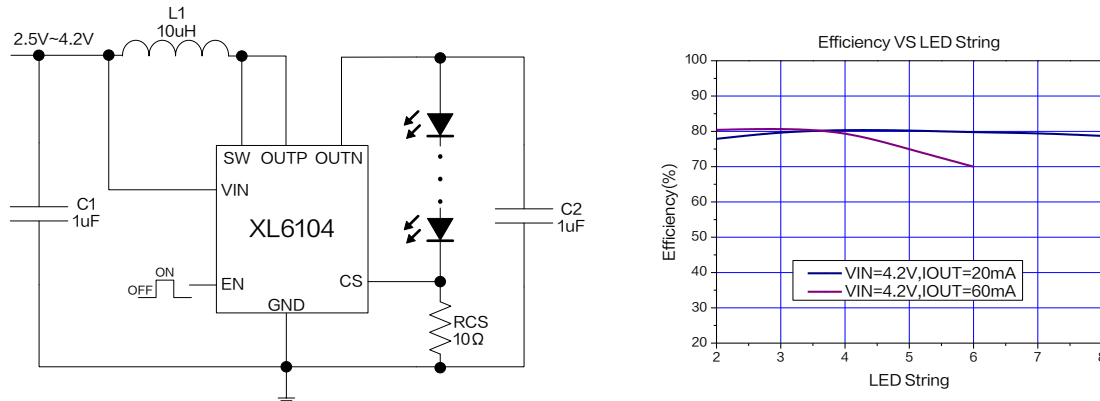 L1
10uH
2.5V~4.2V
SW OUTP OUTN
VIN
C1
1uF
XL6104
C2
1uF
ON
OFF
EN
CS
GND
RCS
10Ω
Efficiency VS LED String
100
90
80
70
60
50
40
30
20
Efficiency(%)
VIN=4.2V,IOUT=20mA
VIN=4.2V,IOUT=60mA
2 3 4 5 6 7 8
LED String